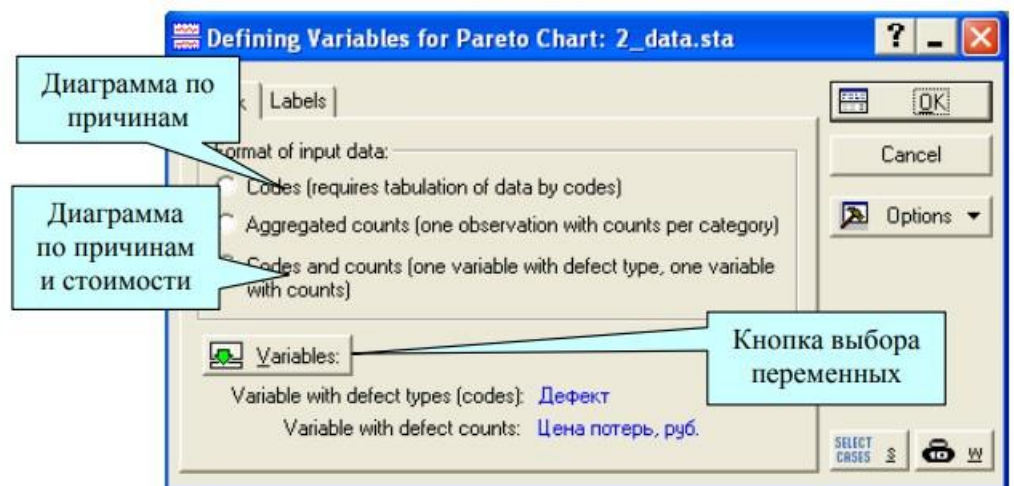 Defining Variables for Pareto Chart: 2_data.sta
Диаграмма по
причинам
Labels
OK
Format of input data:
Cancel
Codes (requires tabulation of data by codes)
Диаграмма
по причинам
и стоимости
Aggregated counts (one observation with counts per category)
Options
Codes and counts (one variable with defect type, one variable
with counts)
Кнопка выбора
переменных
Variables:
Variable with defect types (codes): Дефект
Variable with defect counts: Цена потерь, руб.
SELECT
CASES S
W